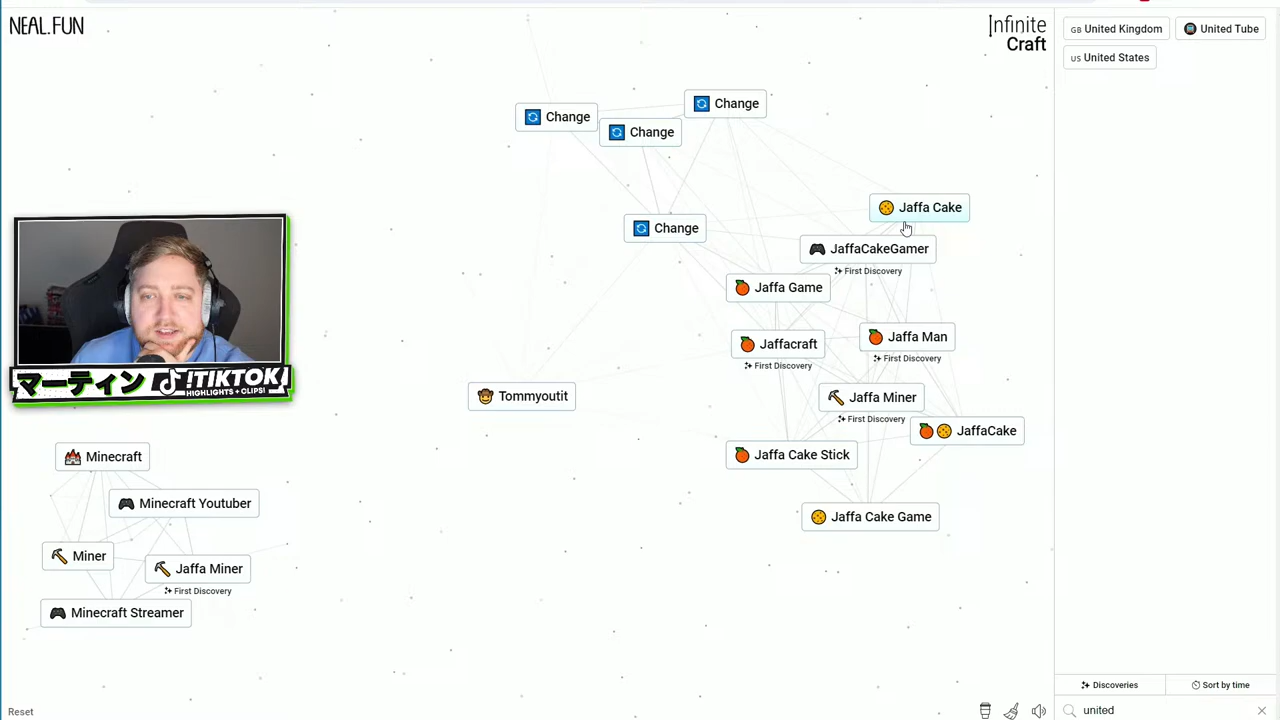 NEAL.FUN
Infinite
Craft
GB United Kingdom
United Tube
US United States
Change
Change
Change
Change
Jaffa Cake
JaffaCakeGamer
First Discovery
Jaffa Game
Jaffacraft
First Discovery
Jaffa Man
First Discovery
Tommyoutit
Jaffa Miner
First Discovery
JaffaCake
Jaffa Cake Stick
Jaffa Cake Game
マーティン
!TIKTOK
HIGHLIGHTS + CLIPS!
Minecraft
Minecraft Youtuber
Miner
Jaffa Miner
First Discovery
Minecraft Streamer
Discoveries
Sort by time
Reset
united